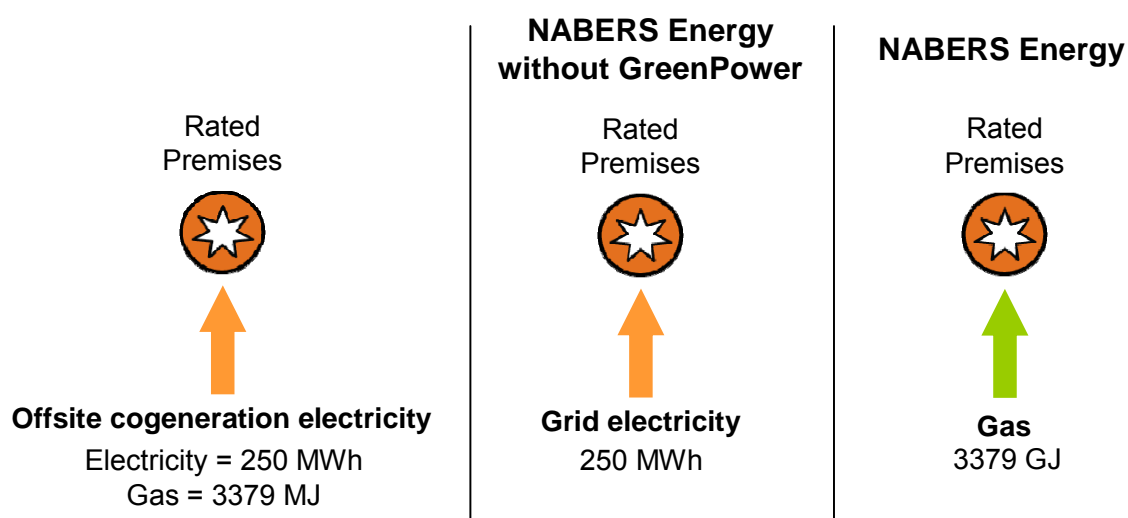 Rated
Premises
Offsite cogeneration electricity
Electricity = 250 MWh
Gas = 3379 MJ
NABERS Energy
without GreenPower
Rated
Premises
Grid electricity
250 MWh
NABERS Energy
Rated
Premises
Gas
3379 GJ